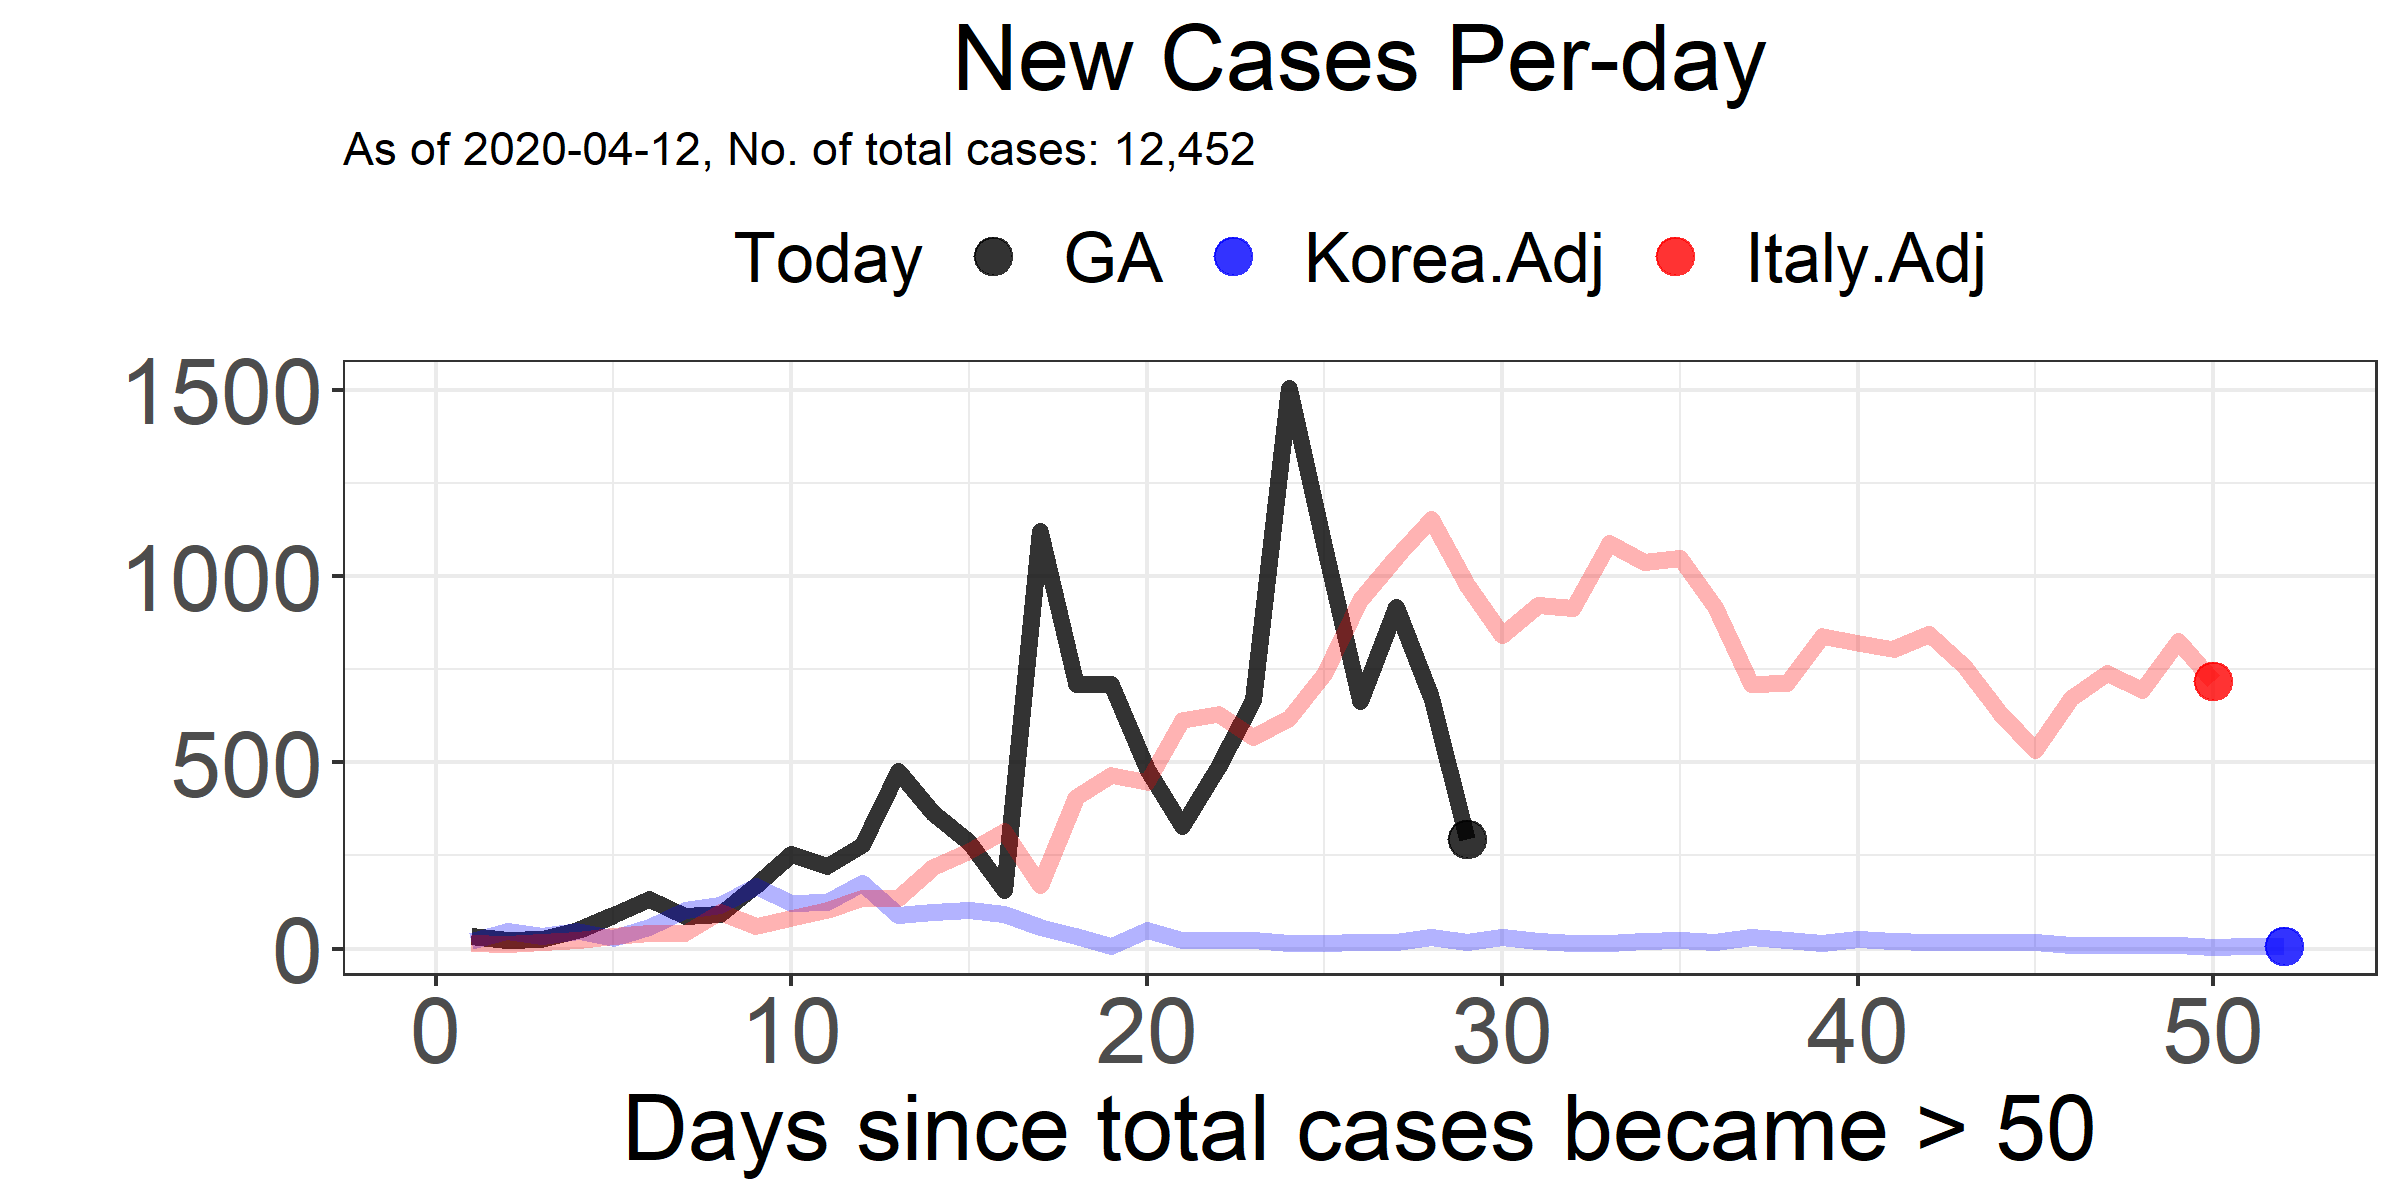 New Cases Per-day
As of 2020-04-12, No. of total cases: 12,452
Today GA Korea.Adj Italy.Adj
1500
1000
500
0
0 10 20 30 40 50
Days since total cases became > 50